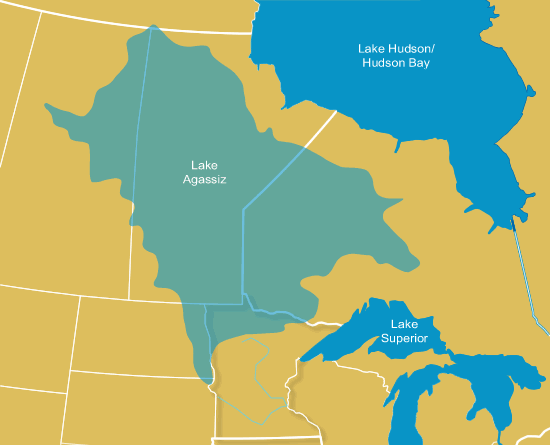 Lake Hudson/
Hudson Bay
Lake
Agassiz
Lake
Superior